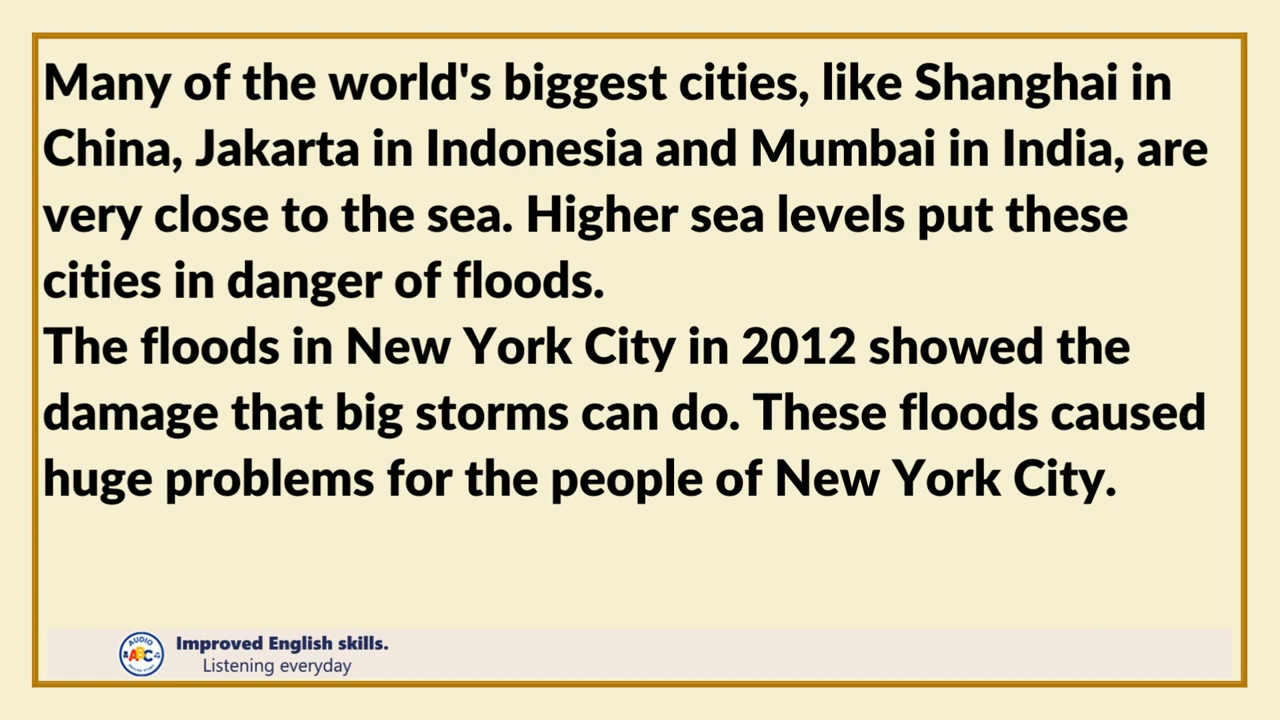 Many of the world's biggest cities, like Shanghai in
China, Jakarta in Indonesia and Mumbai in India, are
very close to the sea. Higher sea levels put these
cities in danger of floods.
The floods in New York City in 2012 showed the
damage that big storms can do. These floods caused
huge problems for the people of New York City.
AUDIO
ABC
Improved English skills.
Listening everyday